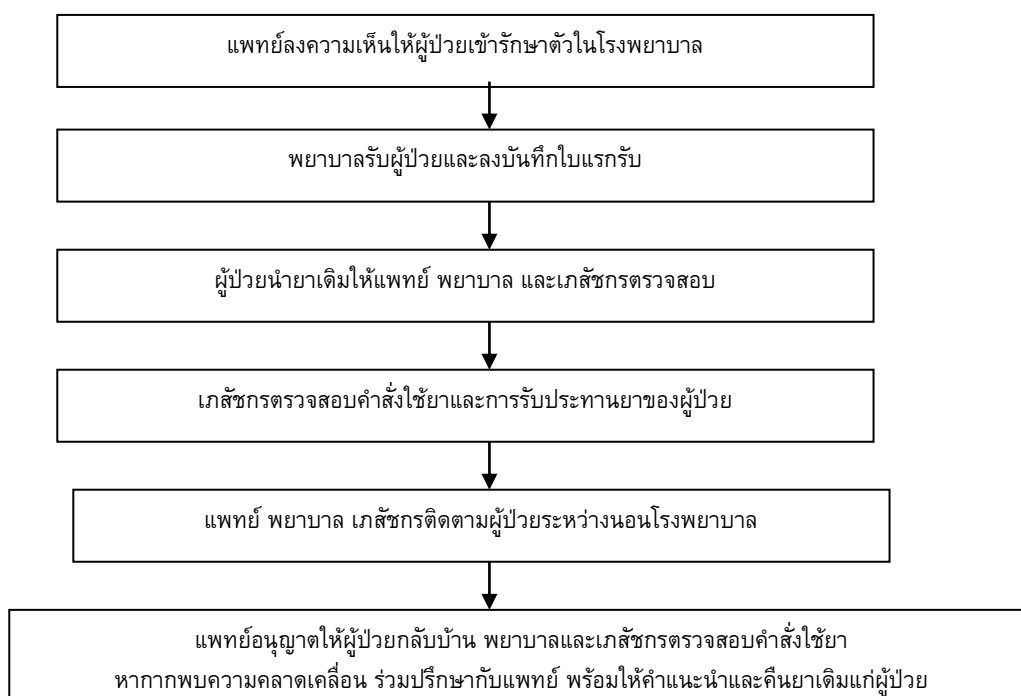 แพทย์ลงความเห็นให้ผู้ป่วยเข้ารักษาตัวในโรงพยาบาล
พยาบาลรับผู้ป่วยและลงบันทึกใบแรกรับ
ผู้ป่วยนำยาเดิมให้แพทย์ พยาบาล และเภสัชกรตรวจสอบ
เภสัชกรตรวจสอบคำสั่งใช้ยาและการรับประทานยาของผู้ป่วย
แพทย์ พยาบาล เภสัชกรติดตามผู้ป่วยระหว่างนอนโรงพยาบาล
แพทย์อนุญาตให้ผู้ป่วยกลับบ้าน พยาบาลและเภสัชกรตรวจสอบคำสั่งใช้ยา
หากากพบความคลาดเคลื่อน ร่วมปรึกษากับแพทย์ พร้อมให้คำแนะนำและคืนยาเดิมแก่ผู้ป่วย